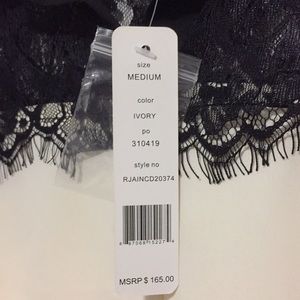 size
MEDIUM
color
IVORY
po
310419
style no
RJAINCD20374
MSRP $ 165.00